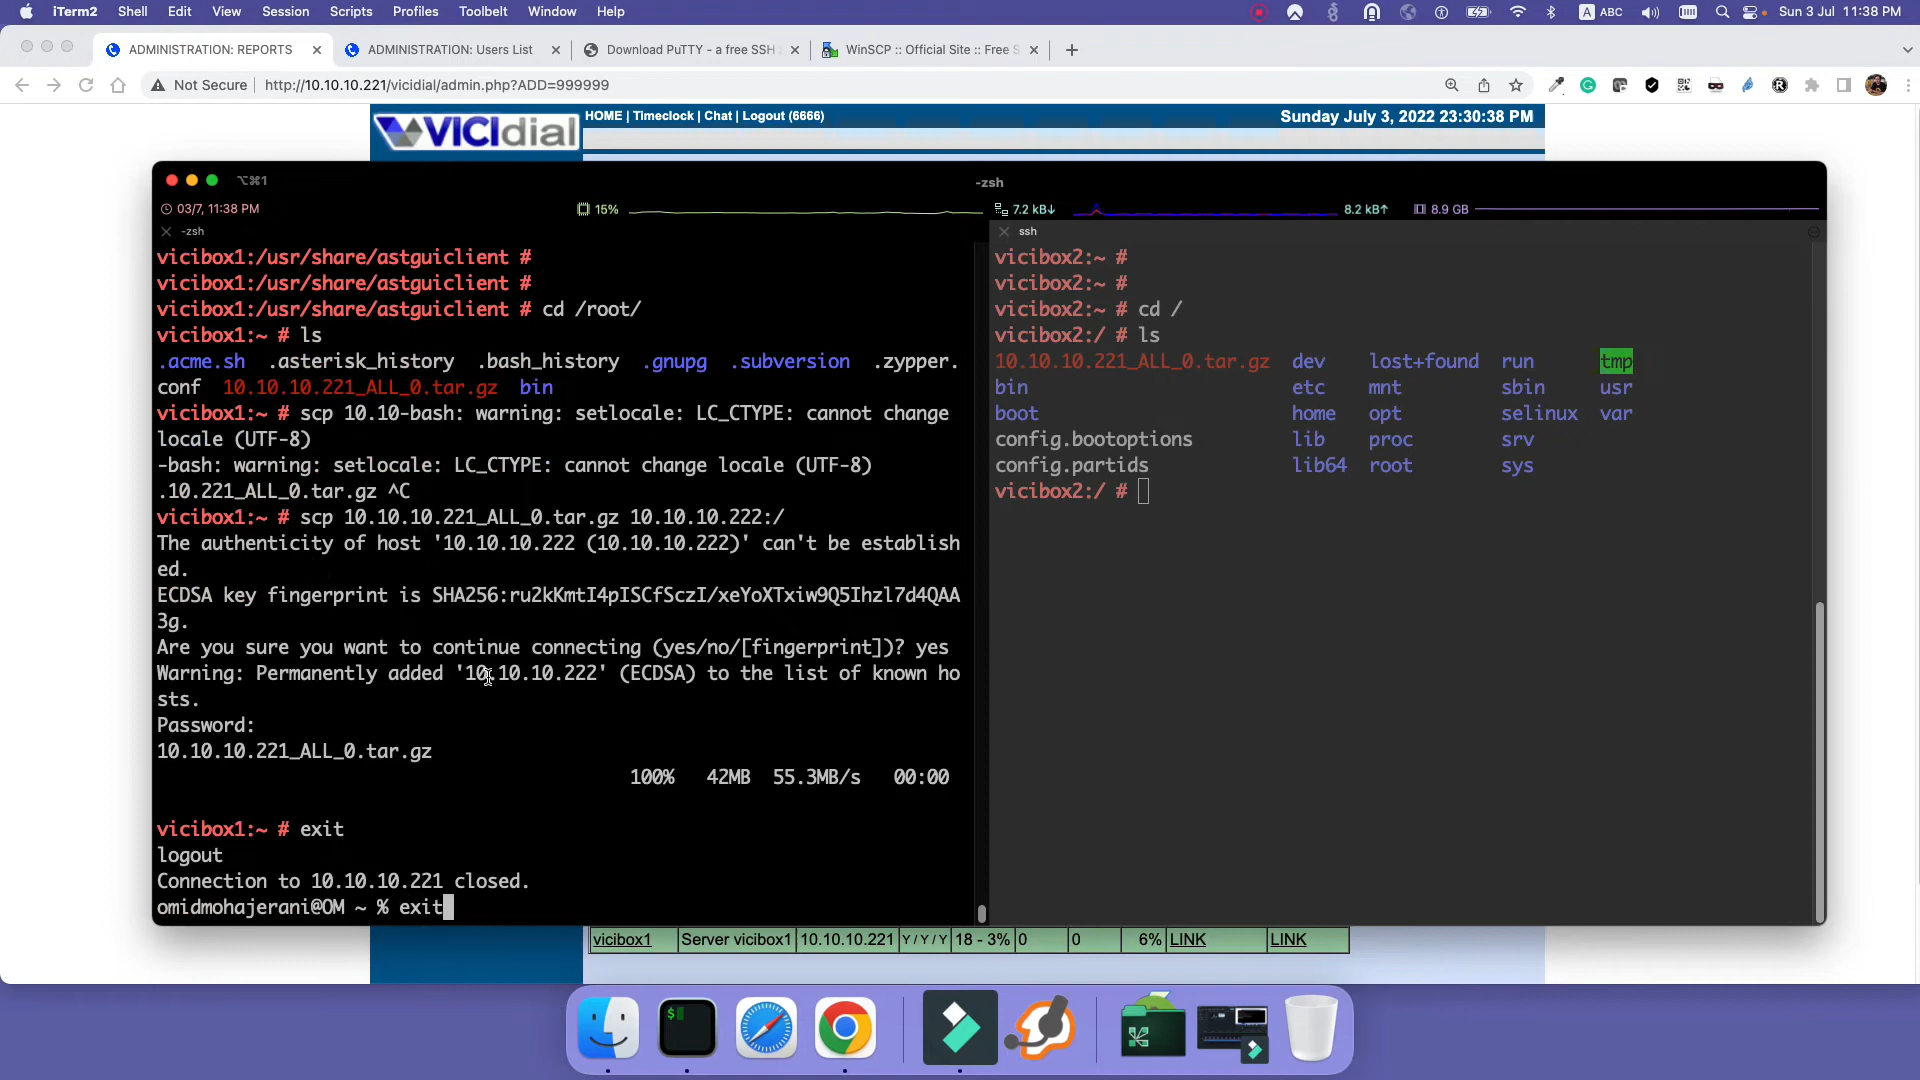 iTerm2 Shell Edit View Session Scripts Profiles Toolbelt Window Help
ABC Sun 3 Jul 11:38 PM
ADMINISTRATION: REPORTS ADMINISTRATION: Users List Download PuTTY - a free SSH WinSCP :: Official Site :: Free S
Not Secure http://10.10.10.221/vicidial/admin.php?ADD=999999
VICIdial
HOME | Timeclock | Chat | Logout (6666)
Sunday July 3, 2022 23:30:38 PM
⌥⌘1
-zsh
03/7, 11:38 PM 15% 7.2 kB↓ 8.2 kB↑ 8.9 GB
-zsh
vicibox1:/usr/share/astguiclient #
vicibox1:/usr/share/astguiclient #
vicibox1:/usr/share/astguiclient # cd /root/
vicibox1:~ # ls
.acme.sh .asterisk_history .bash_history .gnupg .subversion .zypper.
conf 10.10.10.221_ALL_0.tar.gz bin
vicibox1:~ # scp 10.10-bash: warning: setlocale: LC_CTYPE: cannot change
locale (UTF-8)
-bash: warning: setlocale: LC_CTYPE: cannot change locale (UTF-8)
.10.221_ALL_0.tar.gz ^C
vicibox1:~ # scp 10.10.10.221_ALL_0.tar.gz 10.10.10.222:/
The authenticity of host '10.10.10.222 (10.10.10.222)' can't be establish
ed.
ECDSA key fingerprint is SHA256:ru2kKmtI4pISCfSczI/xeYoXTxiw9Q5Ihzl7d4QAA
3g.
Are you sure you want to continue connecting (yes/no/[fingerprint])? yes
Warning: Permanently added '10.10.10.222' (ECDSA) to the list of known ho
sts.
Password:
10.10.10.221_ALL_0.tar.gz
100% 42MB 55.3MB/s 00:00
vicibox1:~ # exit
logout
Connection to 10.10.10.221 closed.
omidmohajerani@OM ~ % exit
ssh
vicibox2:~ #
vicibox2:~ #
vicibox2:~ # cd /
vicibox2:/ # ls
10.10.10.221_ALL_0.tar.gz dev lost+found run tmp
bin etc mnt sbin usr
boot home opt selinux var
config.bootoptions lib proc srv
config.partids lib64 root sys
vicibox2:/ #
vicibox1 Server vicibox1 10.10.10.221 Y / Y / Y 18 - 3% 0 0 6% LINK LINK